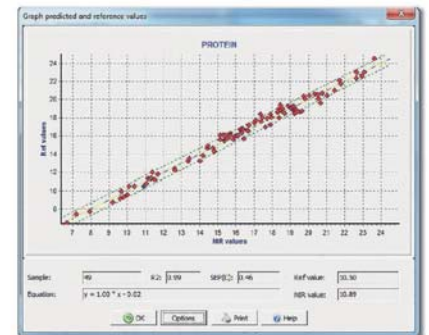 Graph predicted and reference values
PROTEIN
24
22
20
18
16
14
12
10
8
Ref values
7 8 9 10 11 12 13 14 15 16 17 18 19 20 21 22 23 24
NIR values
Sample: 49 R2: 0.99 SEP(C): 0.46 Ref value: 10.50
Equation: y = 1.00 * x - 0.02 NIR value: 10.89
OK Options Print Help